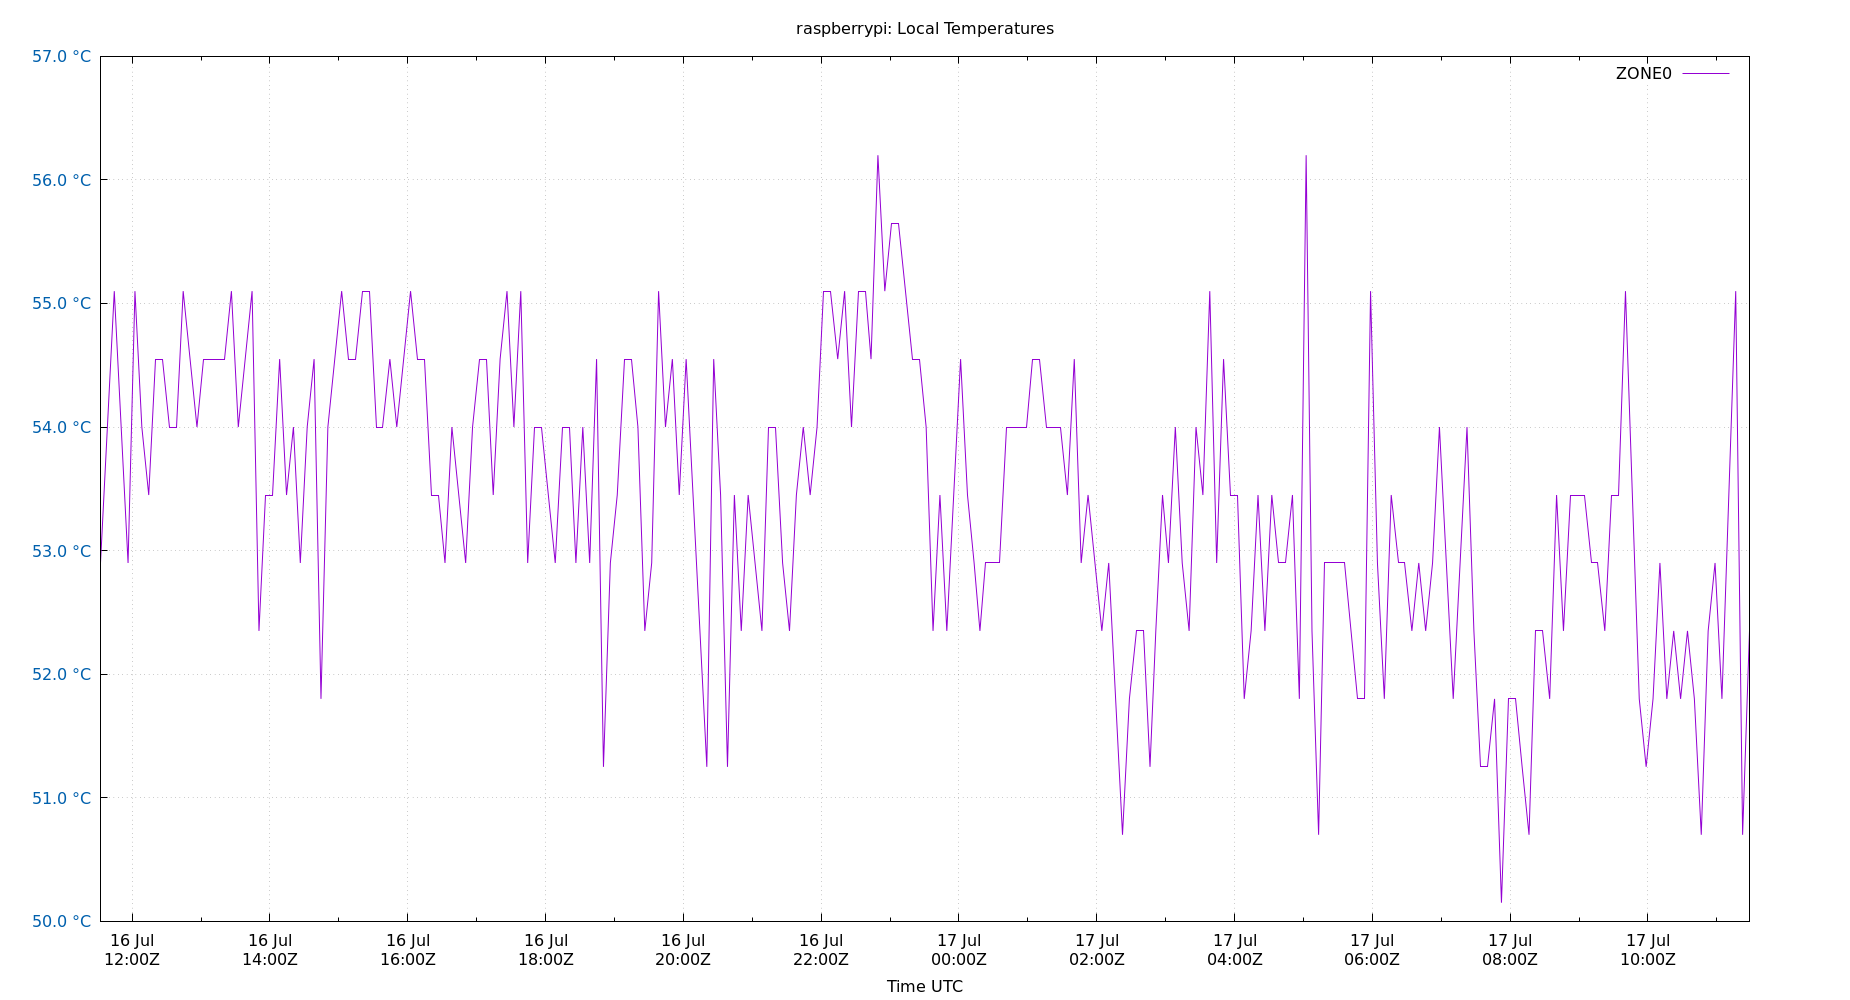 raspberrypi: Local Temperatures
57.0 °C
ZONE0
56.0 °C
55.0 °C
54.0 °C
53.0 °C
52.0 °C
51.0 °C
50.0 °C
16 Jul 16 Jul 16 Jul 16 Jul 16 Jul 16 Jul 17 Jul 17 Jul 17 Jul 17 Jul 17 Jul 17 Jul
12:00Z 14:00Z 16:00Z 18:00Z 20:00Z 22:00Z 00:00Z 02:00Z 04:00Z 06:00Z 08:00Z 10:00Z
Time UTC